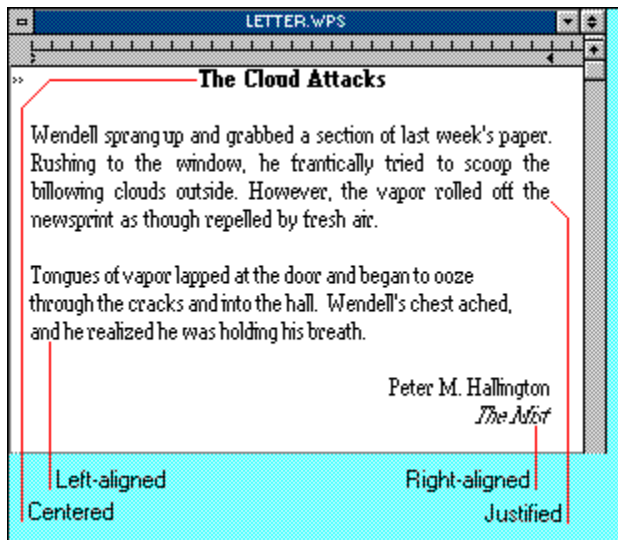 LETTER.WPS
The Cloud Attacks
Wendell sprang up and grabbed a section of last week's paper.
Rushing to the window, he frantically tried to scoop the
billowing clouds outside. However, the vapor rolled off the
newsprint as though repelled by fresh air.
Tongues of vapor lapped at the door and began to ooze
through the cracks and into the hall. Wendell's chest ached,
and he realized he was holding his breath.
Peter M. Hallington
The Mist
Left-aligned Right-aligned
Centered Justified